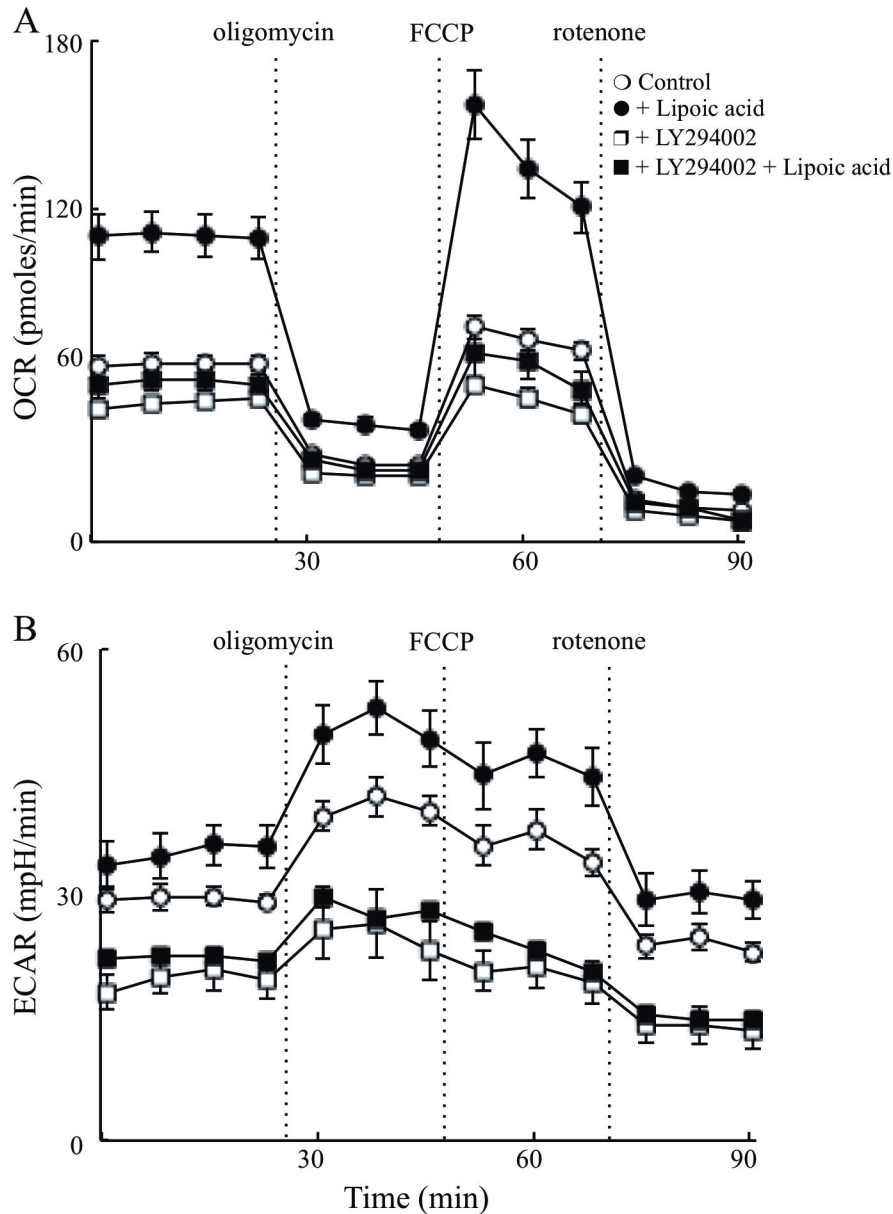 A
180
oligomycin
FCCP
rotenone
Control
+ Lipoic acid
+ LY294002
+ LY294002 + Lipoic acid
120
60
0
OCR (pmoles/min)
30
60
90
B
60
oligomycin
FCCP
rotenone
30
0
ECAR (mpH/min)
30
60
90
Time (min)